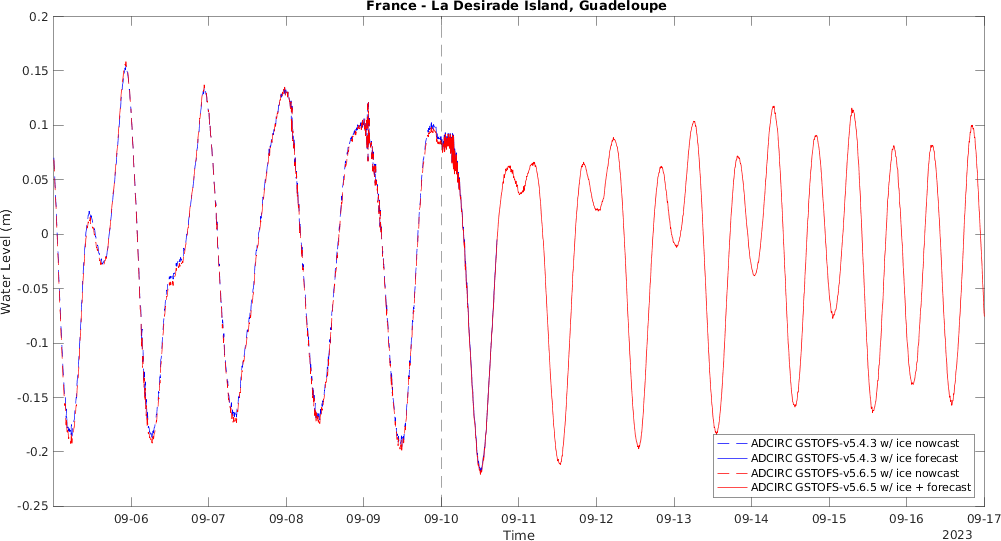 France - La Desirade Island, Guadeloupe
0.2
0.15
0.1
0.05
0
-0.05
-0.1
-0.15
-0.2
-0.25
Water Level (m)
ADCIRC GSTOFS-v5.4.3 w/ ice nowcast
ADCIRC GSTOFS-v5.4.3 w/ ice forecast
ADCIRC GSTOFS-v5.6.5 w/ ice nowcast
ADCIRC GSTOFS-v5.6.5 w/ ice + forecast
09-06 09-07 09-08 09-09 09-10 09-11 09-12 09-13 09-14 09-15 09-16 09-17
Time
2023